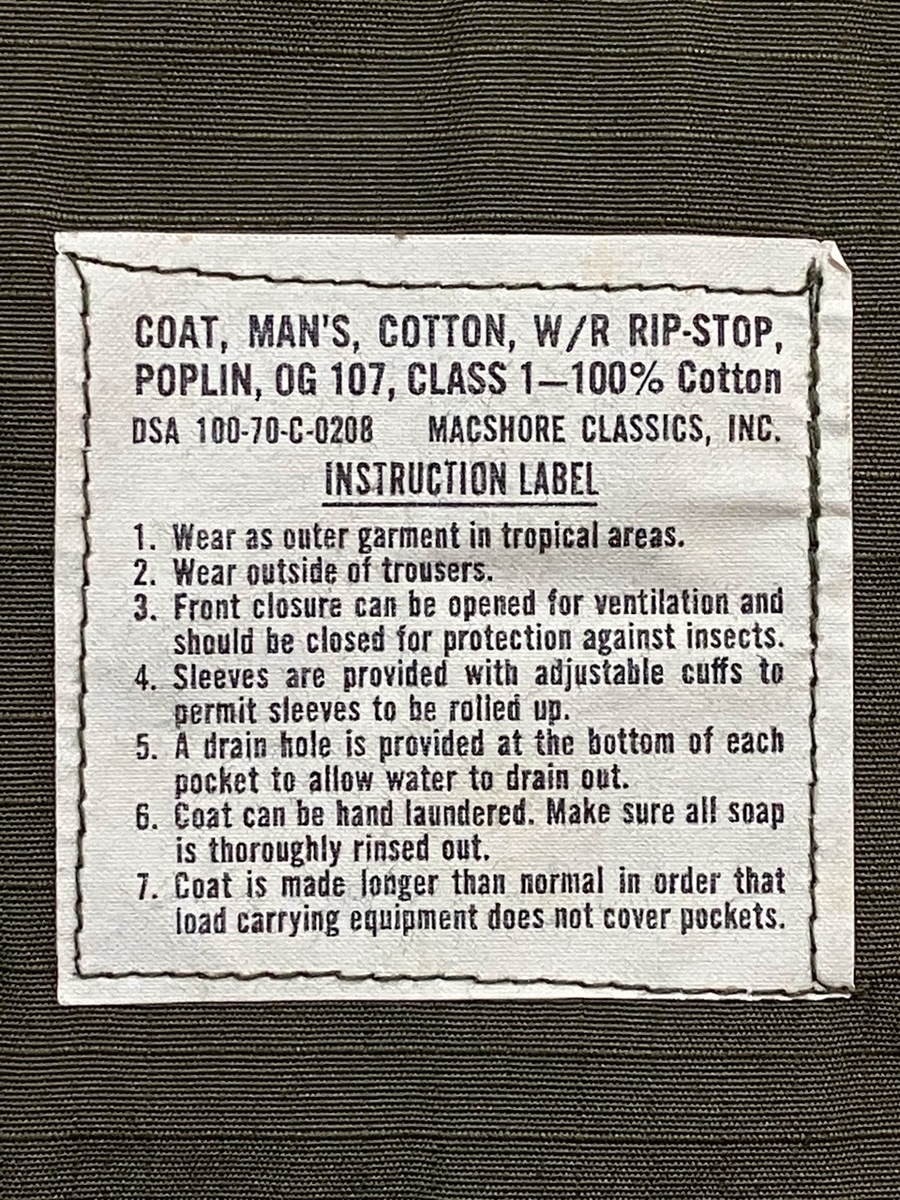 COAT, MAN'S, COTTON, W/R RIP-STOP,
POPLIN, OG 107, CLASS 1—100% Cotton
DSA 100-70-C-0208 MACSHORE CLASSICS, INC.
INSTRUCTION LABEL
1. Wear as outer garment in tropical areas.
2. Wear outside of trousers.
3. Front closure can be opened for ventilation and
should be closed for protection against insects.
4. Sleeves are provided with adjustable cuffs to
permit sleeves to be rolled up.
5. A drain hole is provided at the bottom of each
pocket to allow water to drain out.
6. Coat can be hand laundered. Make sure all soap
is thoroughly rinsed out.
7. Coat is made longer than normal in order that
load carrying equipment does not cover pockets.